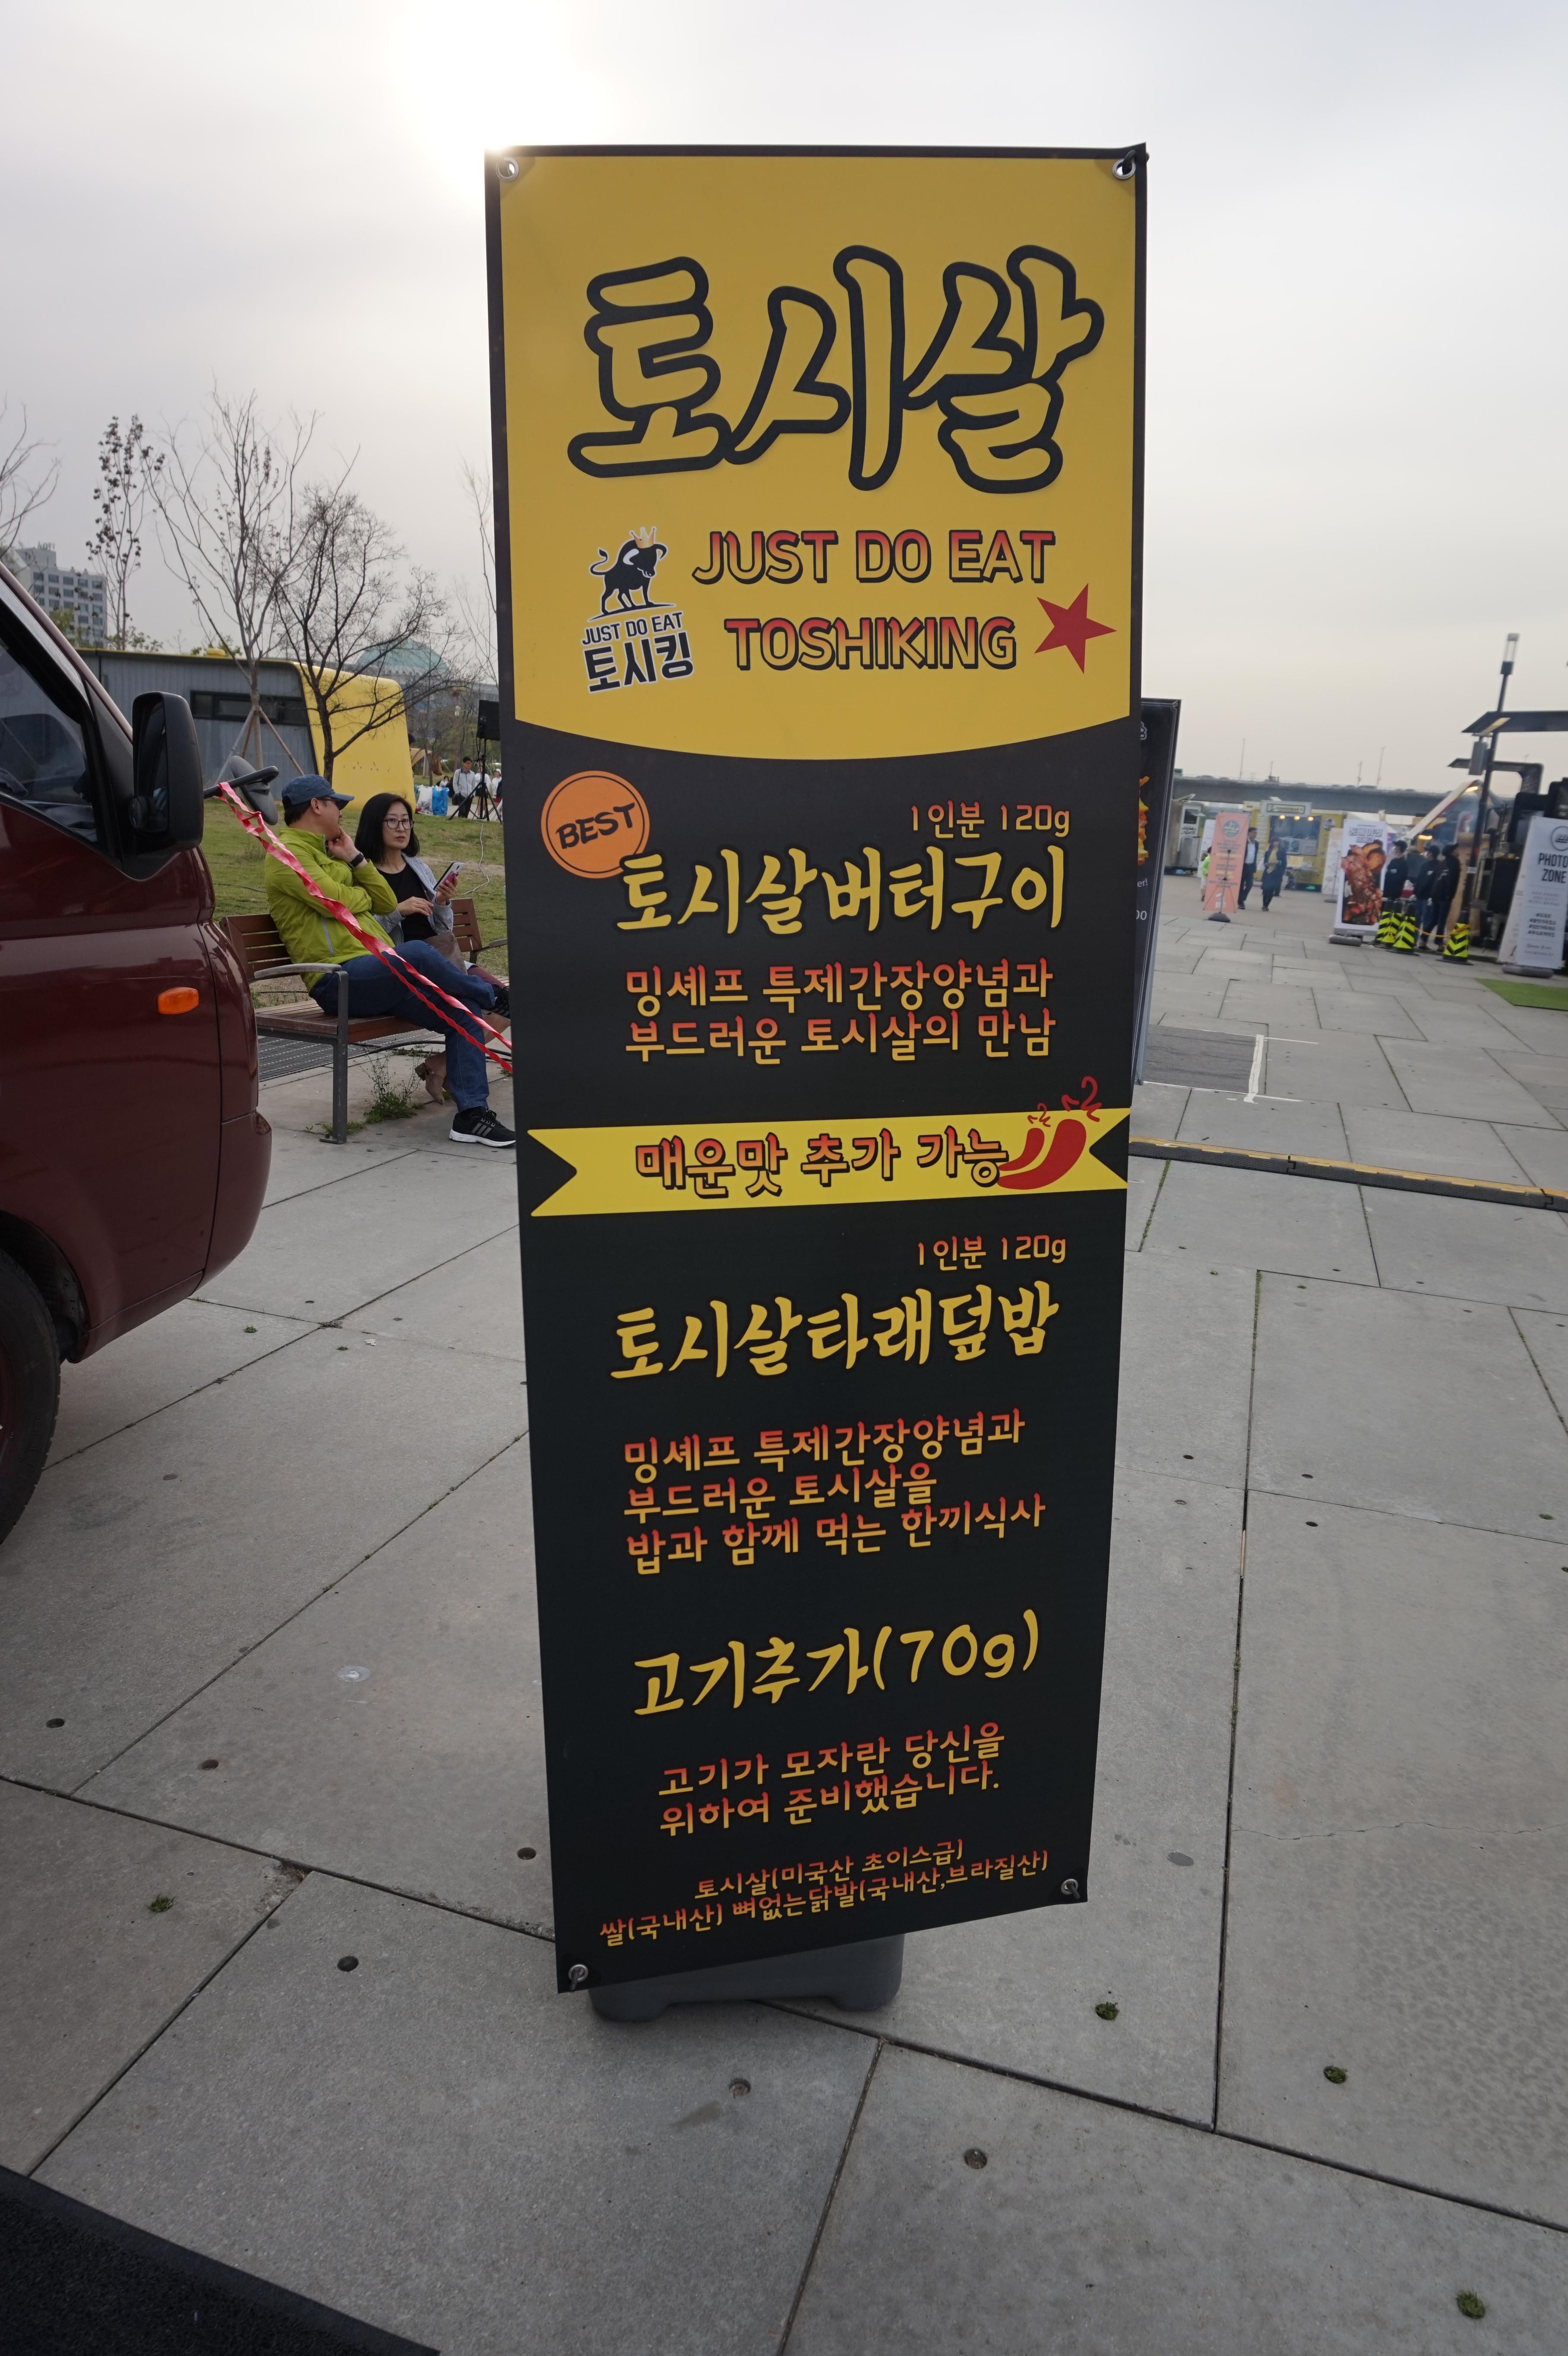 토시살
JUST DO EAT
TOSHIKING
JUST DO EAT
토시킹
BEST
1인분 120g
토시살버터구이
밍셰프 특제간장양념과
부드러운 토시살의 만남
매운맛 추가 가능
1인분 120g
토시살타래덮밥
밍셰프 특제간장양념과
부드러운 토시살을
밥과 함께 먹는 한끼식사
고기추가(70g)
고기가 모자란 당신을
위하여 준비했습니다.
토시살(미국산 초이스급)
쌀(국내산) 뼈없는닭발(국내산,브라질산)
PHOTO
ZONE